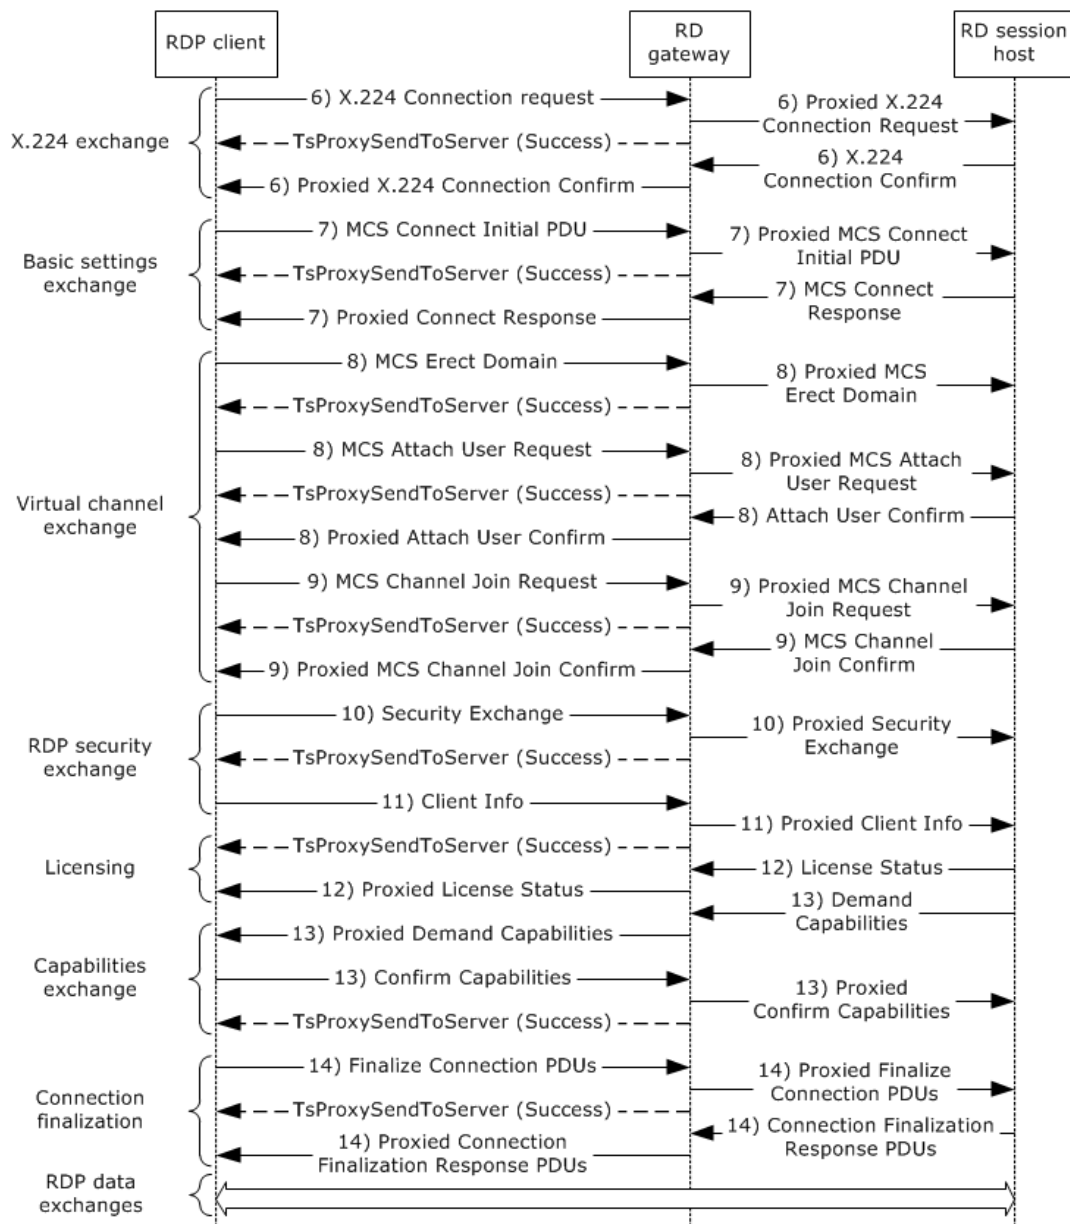 RDP client
RD
gateway
RD session
host
X.224 exchange
6) X.224 Connection request
6) Proxied X.224
Connection Request
TsProxySendToServer (Success)
6) X.224
Connection Confirm
6) Proxied X.224 Connection Confirm
Basic settings
exchange
7) MCS Connect Initial PDU
7) Proxied MCS Connect
Initial PDU
TsProxySendToServer (Success)
7) MCS Connect
Response
7) Proxied Connect Response
Virtual channel
exchange
8) MCS Erect Domain
8) Proxied MCS
Erect Domain
TsProxySendToServer (Success)
8) MCS Attach User Request
8) Proxied MCS Attach
User Request
TsProxySendToServer (Success)
8) Attach User Confirm
8) Proxied Attach User Confirm
9) MCS Channel Join Request
9) Proxied MCS Channel
Join Request
TsProxySendToServer (Success)
9) MCS Channel
Join Confirm
9) Proxied MCS Channel Join Confirm
RDP security
exchange
10) Security Exchange
10) Proxied Security
Exchange
TsProxySendToServer (Success)
11) Client Info
11) Proxied Client Info
Licensing
TsProxySendToServer (Success)
12) License Status
12) Proxied License Status
13) Demand
Capabilities
Capabilities
exchange
13) Proxied Demand Capabilities
13) Confirm Capabilities
13) Proxied
Confirm Capabilities
TsProxySendToServer (Success)
Connection
finalization
14) Finalize Connection PDUs
14) Proxied Finalize
Connection PDUs
TsProxySendToServer (Success)
14) Connection Finalization
Response PDUs
14) Proxied Connection
Finalization Response PDUs
RDP data
exchanges